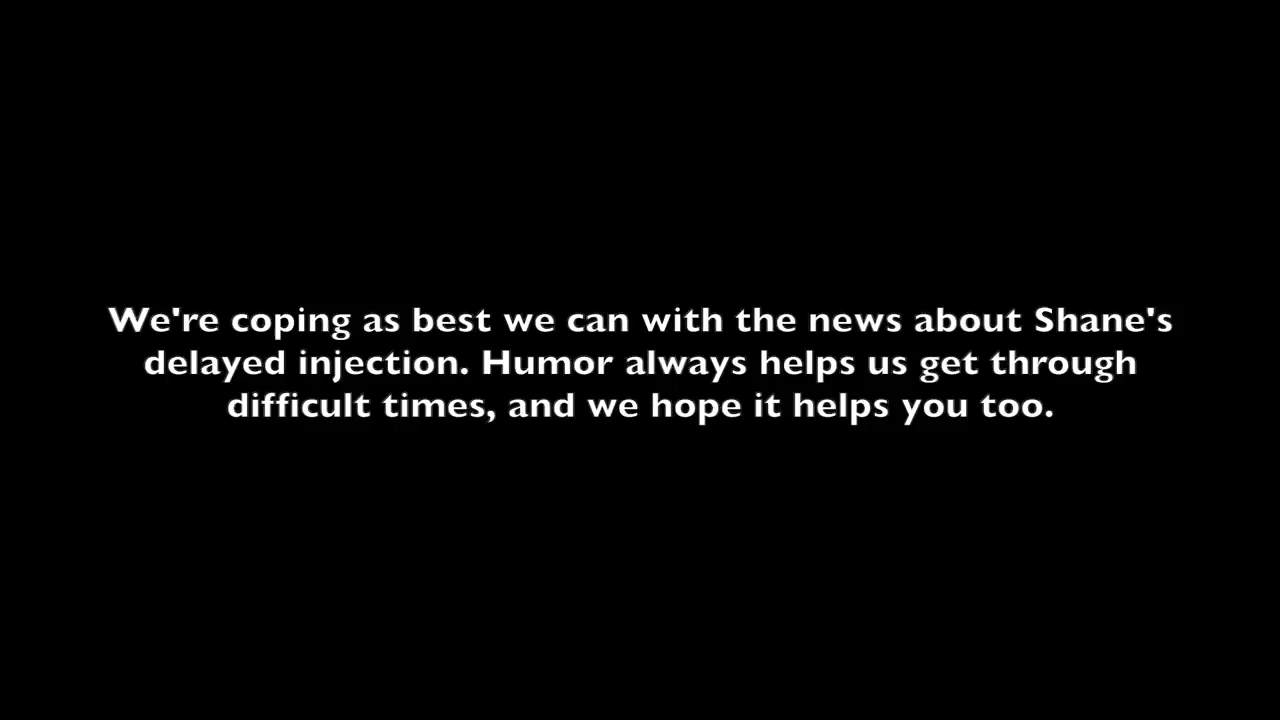 We're coping as best we can with the news about Shane's
delayed injection. Humor always helps us get through
difficult times, and we hope it helps you too.